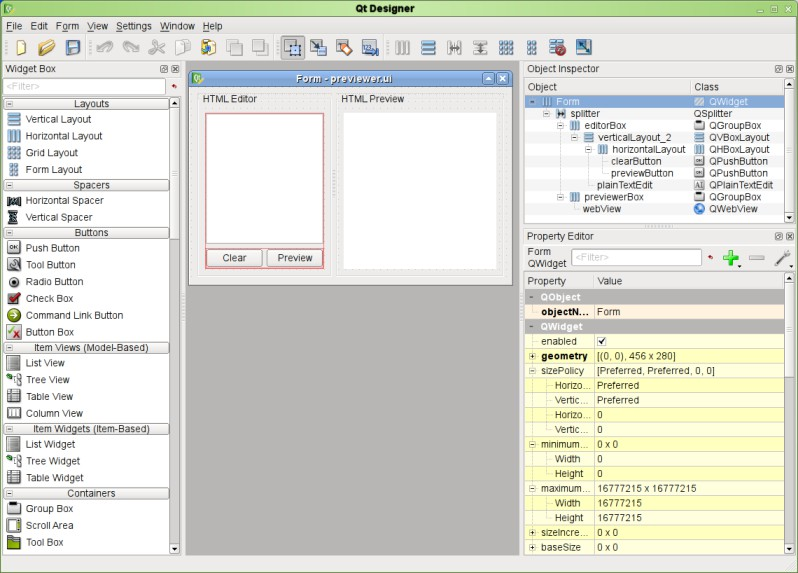 Qt Designer
File Edit Form View Settings Window Help
Widget Box
<Filter>
Layouts
Vertical Layout
Horizontal Layout
Grid Layout
Form Layout
Spacers
Horizontal Spacer
Vertical Spacer
Buttons
Push Button
Tool Button
Radio Button
Check Box
Command Link Button
Button Box
Item Views (Model-Based)
List View
Tree View
Table View
Column View
Item Widgets (Item-Based)
List Widget
Tree Widget
Table Widget
Containers
Group Box
Scroll Area
Tool Box
Form - previewer.ui
HTML Editor HTML Preview
Clear Preview
Object Inspector
Object Class
Form QWidget
splitter QSplitter
editorBox QGroupBox
verticalLayout_2 QVBoxLayout
horizontalLayout QHBoxLayout
clearButton QPushButton
previewButton QPushButton
plainTextEdit QPlainTextEdit
previewerBox QGroupBox
webView QWebView
Property Editor
Form
QWidget
<Filter>
Property Value
QObject
objectN... Form
QWidget
enabled
geometry [(0, 0), 456 x 280]
sizePolicy [Preferred, Preferred, 0, 0]
Horizo... Preferred
Vertic... Preferred
Horizo... 0
Vertic... 0
minimum... 0 x 0
Width 0
Height 0
maximum... 16777215 x 16777215
Width 16777215
Height 16777215
sizeIncre... 0 x 0
baseSize 0 x 0